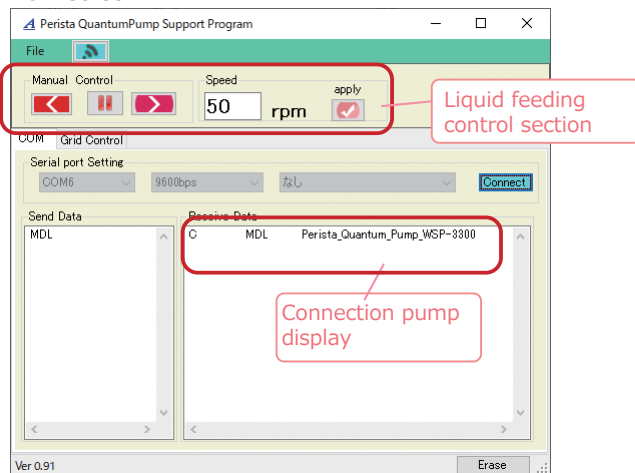 Perista QuantumPump Support Program
File
Manual Control
Speed
50 rpm
apply
Liquid feeding
control section
COM Grid Control
Serial port Setting
COM6 9600bps なし Connect
Send Data
Receive Data
MDL
C MDL Perista_Quantum_Pump_WSP-3300
Connection pump
display
Ver 0.91
Erase